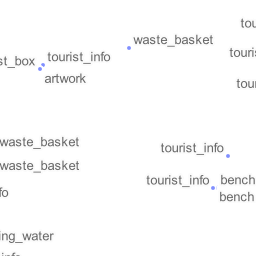 tou
waste_basket
touris
st_box
tourist_info
artwork
tour
waste_basket
tourist_info
waste_basket
tourist_info
bench
fo
bench
ing_water
info